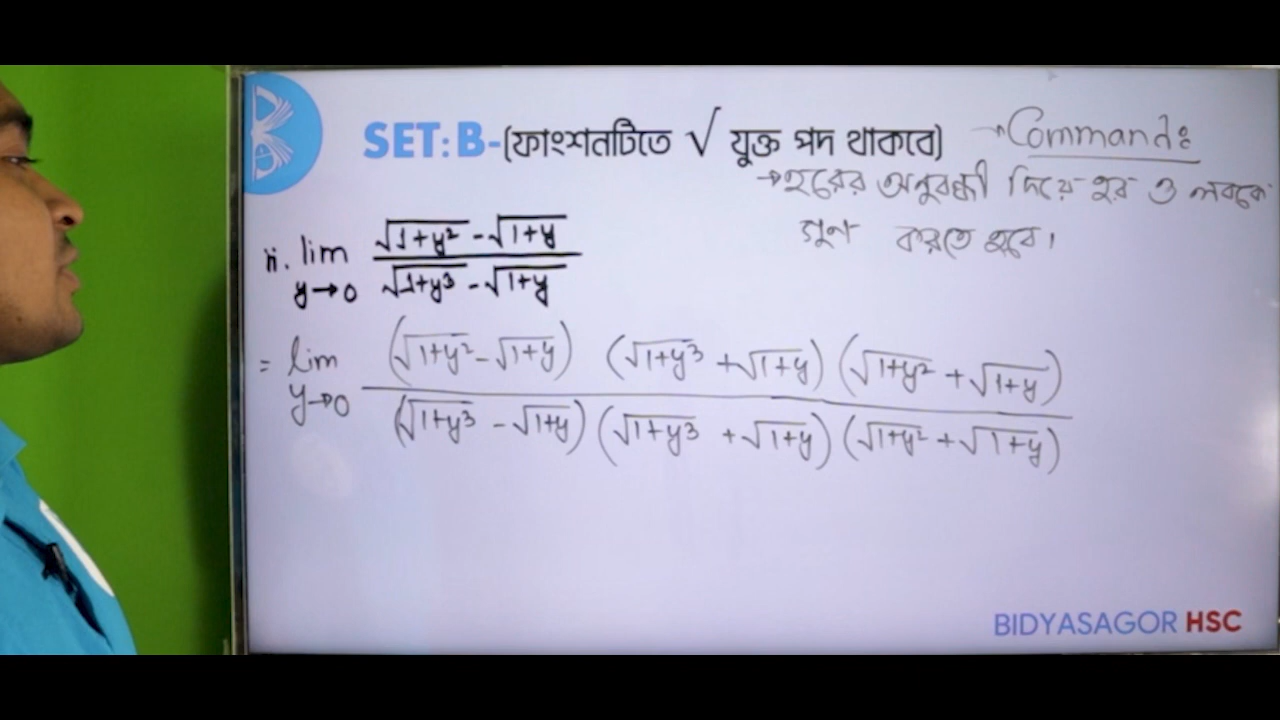 SET: B-(ফাংশনটিতে √ যুক্ত পদ থাকবে) → Command:
→ হরের অনুবন্ধী দিয়ে হর ও লবকে
গুণ করতে হবে।
ii. lim y→0 (√(1+y²) - √(1+y)) / (√(1+y³) - √(1+y))
= lim y→0 ((√(1+y²) - √(1+y)) (√(1+y³) + √(1+y)) (√(1+y²) + √(1+y))) / ((√(1+y³) - √(1+y)) (√(1+y³) + √(1+y)) (√(1+y²) + √(1+y)))
BIDYASAGOR HSC